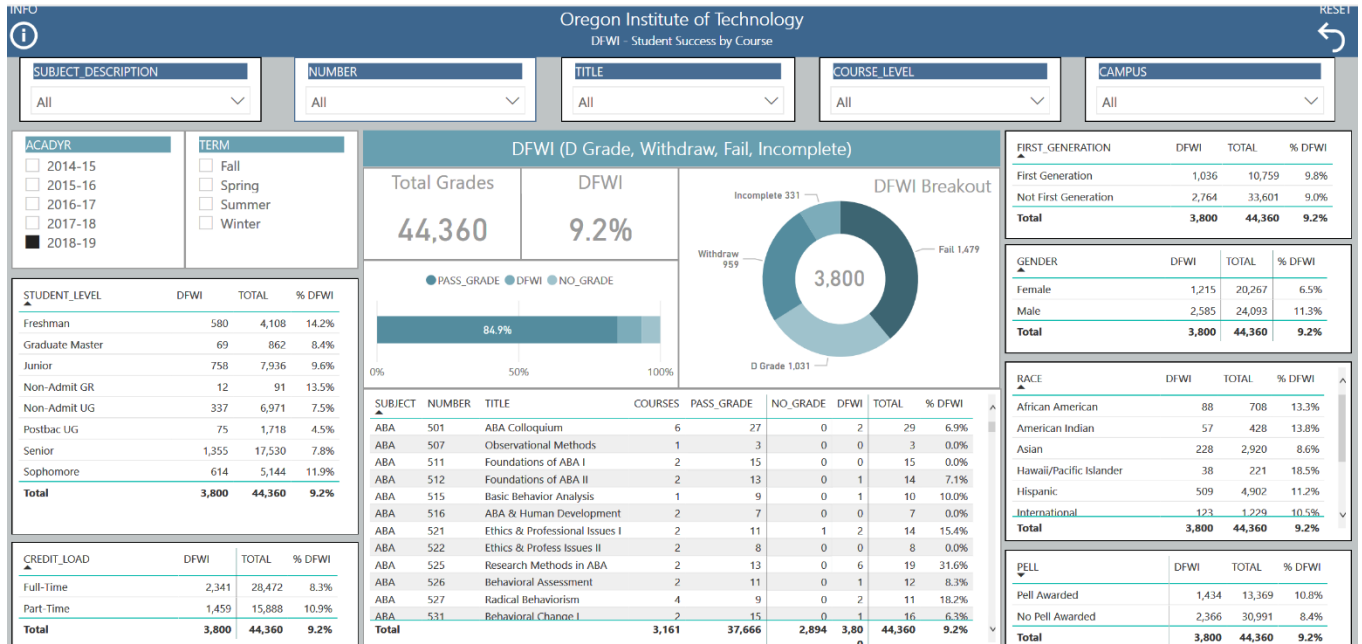 INFO
Oregon Institute of Technology
RESET
DFWI - Student Success by Course
SUBJECT_DESCRIPTION
All
NUMBER
All
TITLE
All
COURSE_LEVEL
All
CAMPUS
All
ACADYR
2014-15
2015-16
2016-17
2017-18
2018-19
TERM
Fall
Spring
Summer
Winter
STUDENT_LEVEL DFWI TOTAL % DFWI
Freshman 580 4,108 14.2%
Graduate Master 69 862 8.4%
Junior 758 7,936 9.6%
Non-Admit GR 12 91 13.5%
Non-Admit UG 337 6,971 7.5%
Postbac UG 75 1,718 4.5%
Senior 1,355 17,530 7.8%
Sophomore 614 5,144 11.9%
Total 3,800 44,360 9.2%
CREDIT_LOAD DFWI TOTAL % DFWI
Full-Time 2,341 28,472 8.3%
Part-Time 1,459 15,888 10.9%
Total 3,800 44,360 9.2%
DFWI (D Grade, Withdraw, Fail, Incomplete)
Total Grades
44,360
DFWI
9.2%
PASS_GRADE DFWI NO_GRADE
84.9%
0% 50% 100%
DFWI Breakout
Incomplete 331
Withdraw
959
Fail 1,479
3,800
D Grade 1,031
SUBJECT NUMBER TITLE COURSES PASS_GRADE NO_GRADE DFWI TOTAL % DFWI
ABA 501 ABA Colloquium 6 27 0 2 29 6.9%
ABA 507 Observational Methods 1 3 0 0 3 0.0%
ABA 511 Foundations of ABA I 2 15 0 0 15 0.0%
ABA 512 Foundations of ABA II 2 13 0 1 14 7.1%
ABA 515 Basic Behavior Analysis 1 9 0 1 10 10.0%
ABA 516 ABA & Human Development 2 7 0 0 7 0.0%
ABA 521 Ethics & Professional Issues I 2 11 1 2 14 15.4%
ABA 522 Ethics & Profess Issues II 2 8 0 0 8 0.0%
ABA 525 Research Methods in ABA 2 13 0 6 19 31.6%
ABA 526 Behavioral Assessment 2 11 0 1 12 8.3%
ABA 527 Radical Behaviorism 4 9 0 2 11 18.2%
ABA 531 Behavioral Change I 2 15 0 1 16 6.3%
Total 3,161 37,666 2,894 3,80 44,360 9.2%
FIRST_GENERATION DFWI TOTAL % DFWI
First Generation 1,036 10,759 9.8%
Not First Generation 2,764 33,601 9.0%
Total 3,800 44,360 9.2%
GENDER DFWI TOTAL % DFWI
Female 1,215 20,267 6.5%
Male 2,585 24,093 11.3%
Total 3,800 44,360 9.2%
RACE DFWI TOTAL % DFWI
African American 88 708 13.3%
American Indian 57 428 13.8%
Asian 228 2,920 8.6%
Hawaii/Pacific Islander 38 221 18.5%
Hispanic 509 4,902 11.2%
International 123 1,229 10.5%
Total 3,800 44,360 9.2%
PELL DFWI TOTAL % DFWI
Pell Awarded 1,434 13,369 10.8%
No Pell Awarded 2,366 30,991 8.4%
Total 3,800 44,360 9.2%